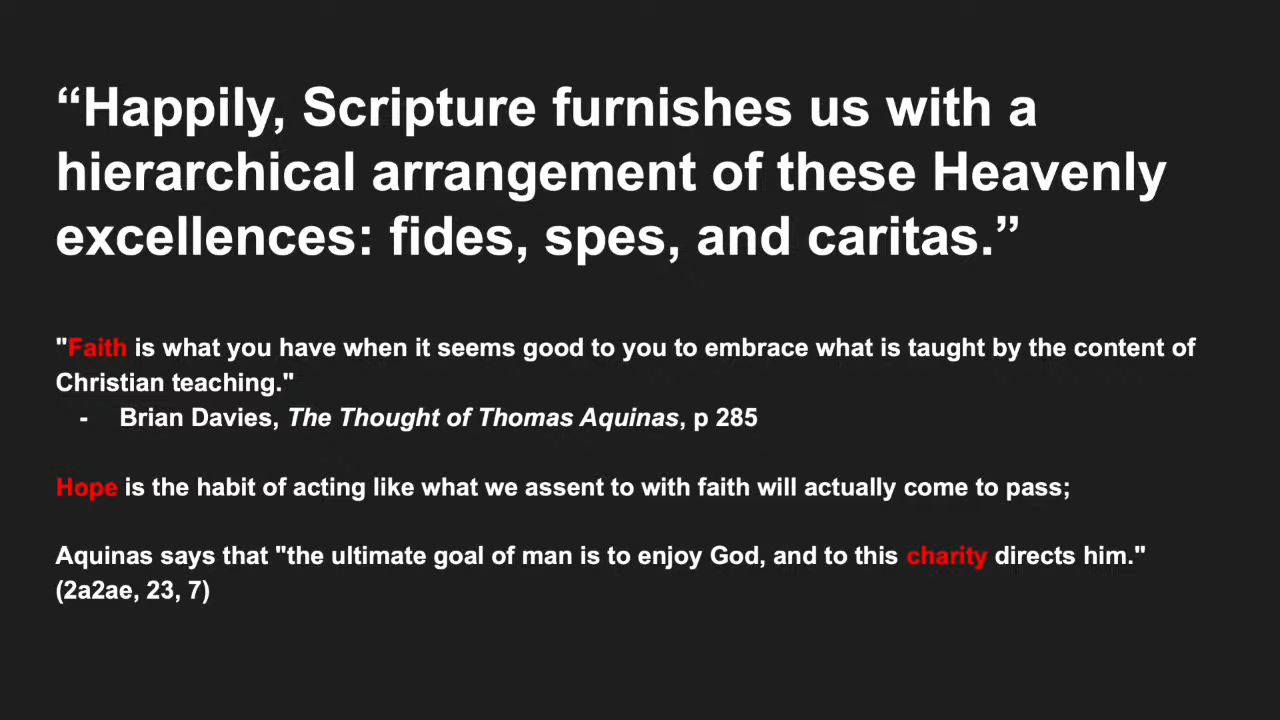 “Happily, Scripture furnishes us with a
hierarchical arrangement of these Heavenly
excellences: fides, spes, and caritas.”
"Faith is what you have when it seems good to you to embrace what is taught by the content of
Christian teaching."
- Brian Davies, The Thought of Thomas Aquinas, p 285
Hope is the habit of acting like what we assent to with faith will actually come to pass;
Aquinas says that "the ultimate goal of man is to enjoy God, and to this charity directs him."
(2a2ae, 23, 7)